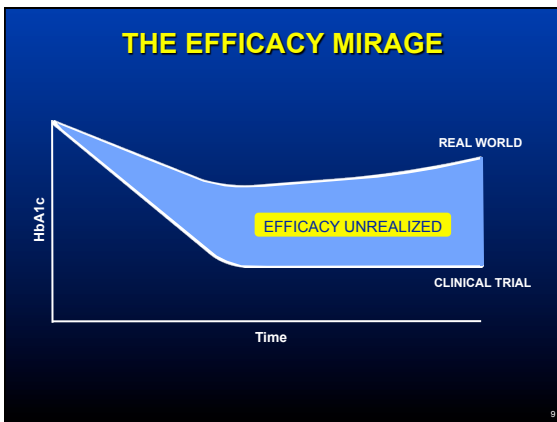 THE EFFICACY MIRAGE
REAL WORLD
HbA1c
EFFICACY UNREALIZED
CLINICAL TRIAL
Time
9